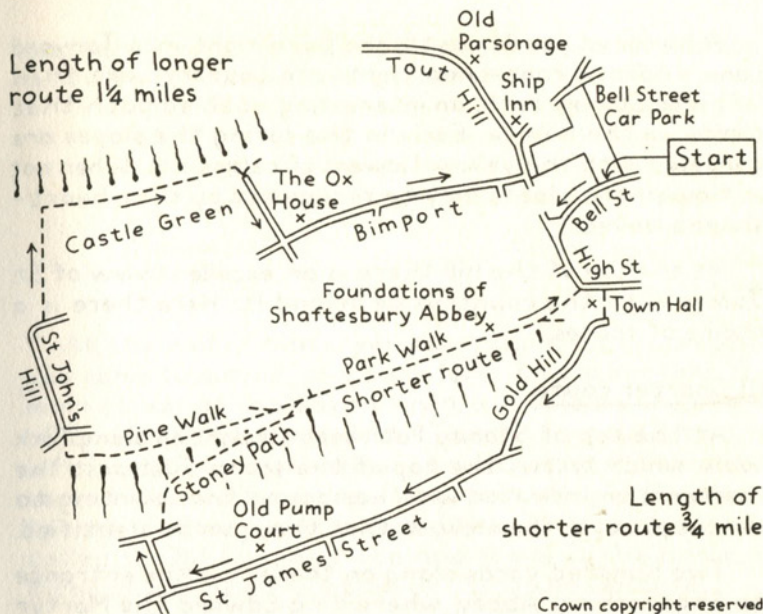 Old
Parsonage
Length of longer
route 1¼ miles
Tout
Hill
Ship
Inn
Bell Street
Car Park
Start
The Ox
House
Castle Green
Bimport
Bell St
High St
Foundations of
Shaftesbury Abbey
Town Hall
Park Walk
Shorter route
St John's
Hill
Pine Walk
Stoney Path
Gold Hill
Old Pump
Court
Length of
shorter route ¾ mile
St James Street
Crown copyright reserved